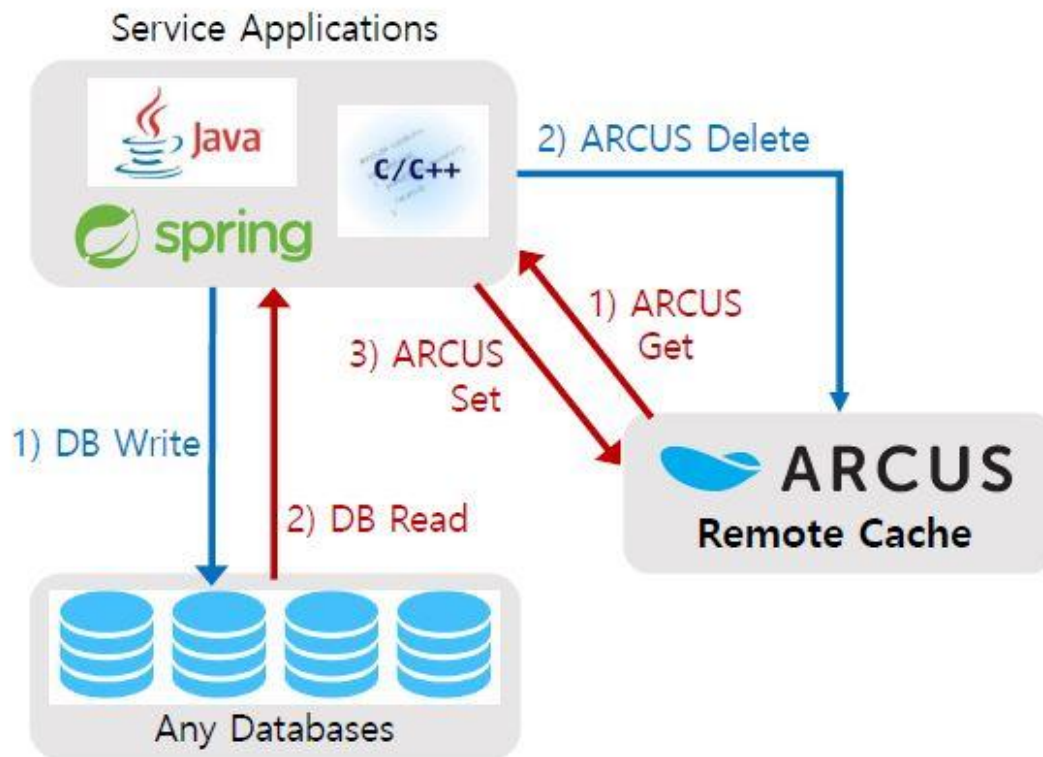 Service Applications
Java
C/C++
spring
2) ARCUS Delete
1) ARCUS
Get
3) ARCUS
Set
1) DB Write
2) DB Read
ARCUS
Remote Cache
Any Databases